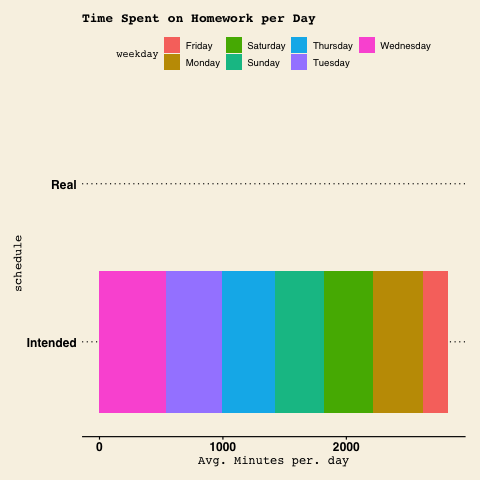 Time Spent on Homework per Day
weekday
Friday Saturday Thursday Wednesday
Monday Sunday Tuesday
Real
schedule
Intended
0 1000 2000
Avg. Minutes per. day